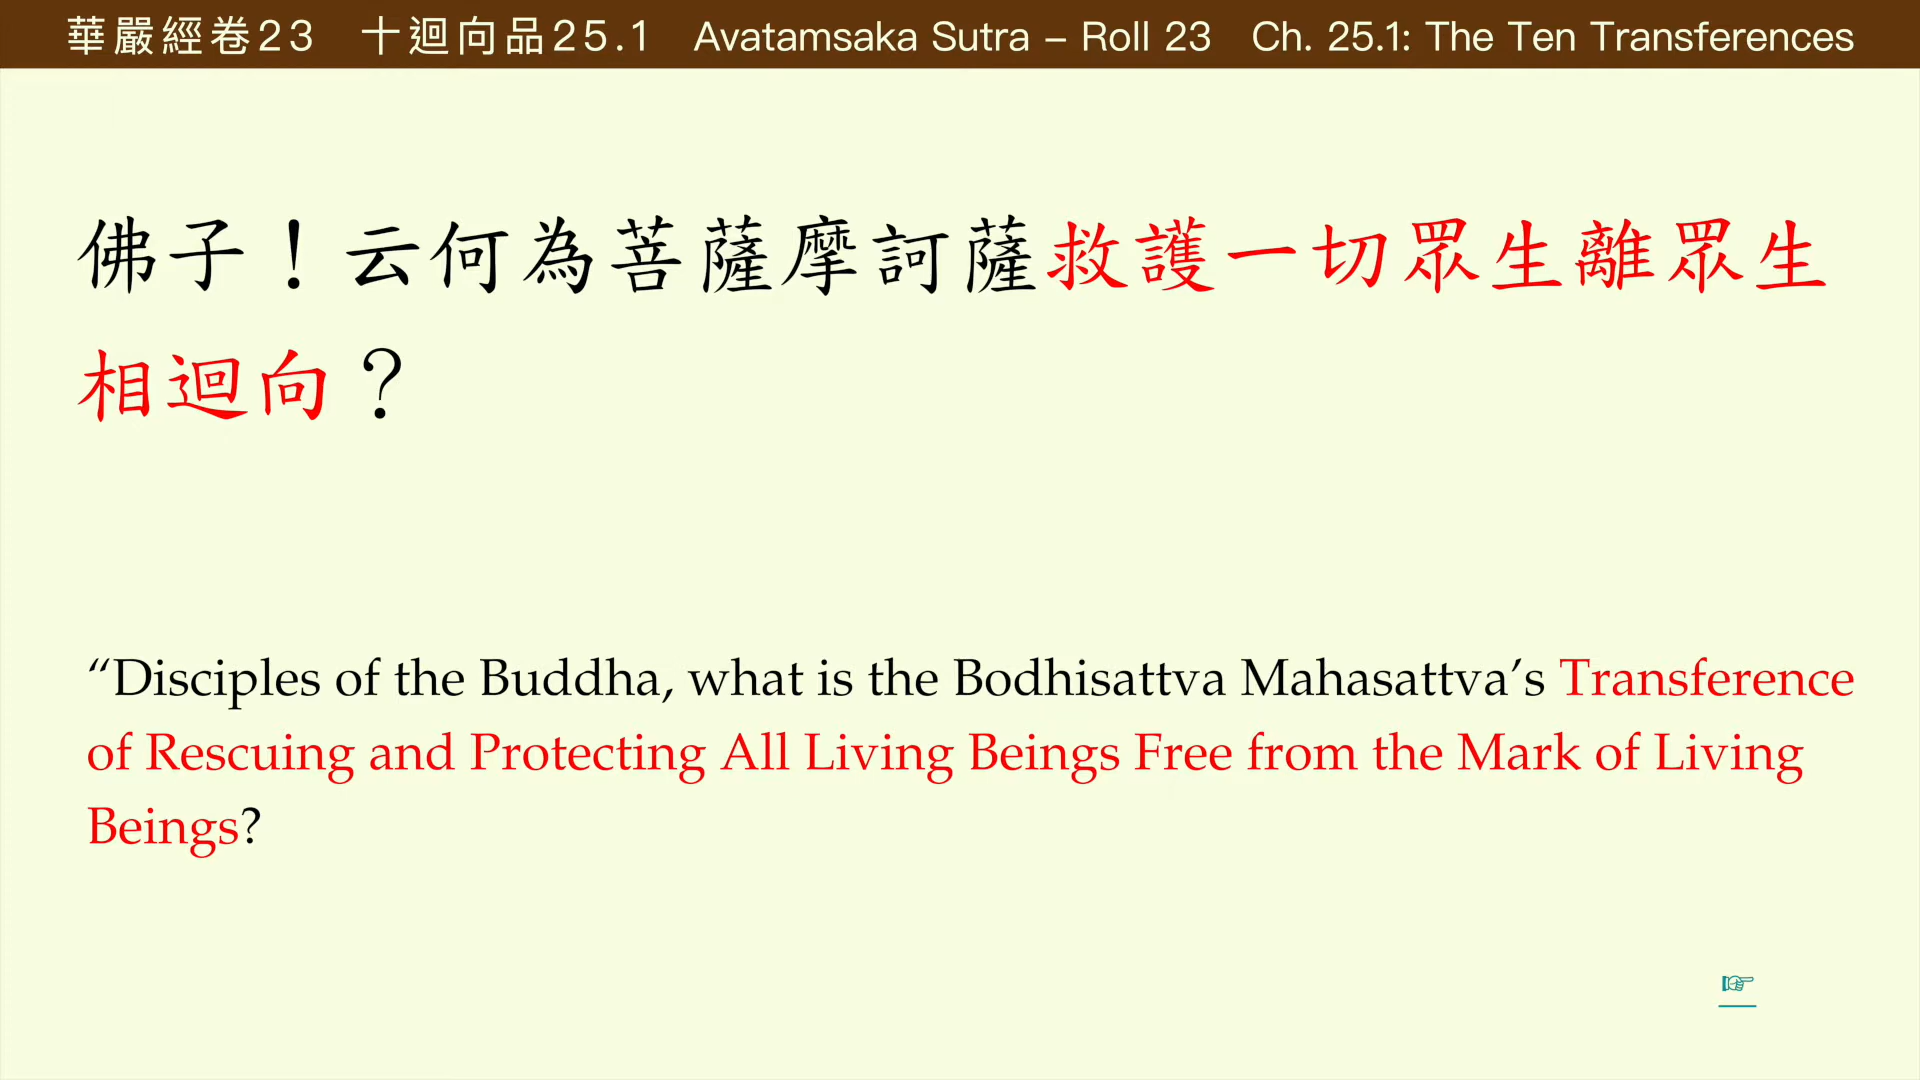 華嚴經卷23 十迴向品25.1 Avatamsaka Sutra – Roll 23 Ch. 25.1: The Ten Transferences
佛子！云何為菩薩摩訶薩救護一切眾生離眾生
相迴向？
“Disciples of the Buddha, what is the Bodhisattva Mahasattva’s Transference
of Rescuing and Protecting All Living Beings Free from the Mark of Living
Beings?